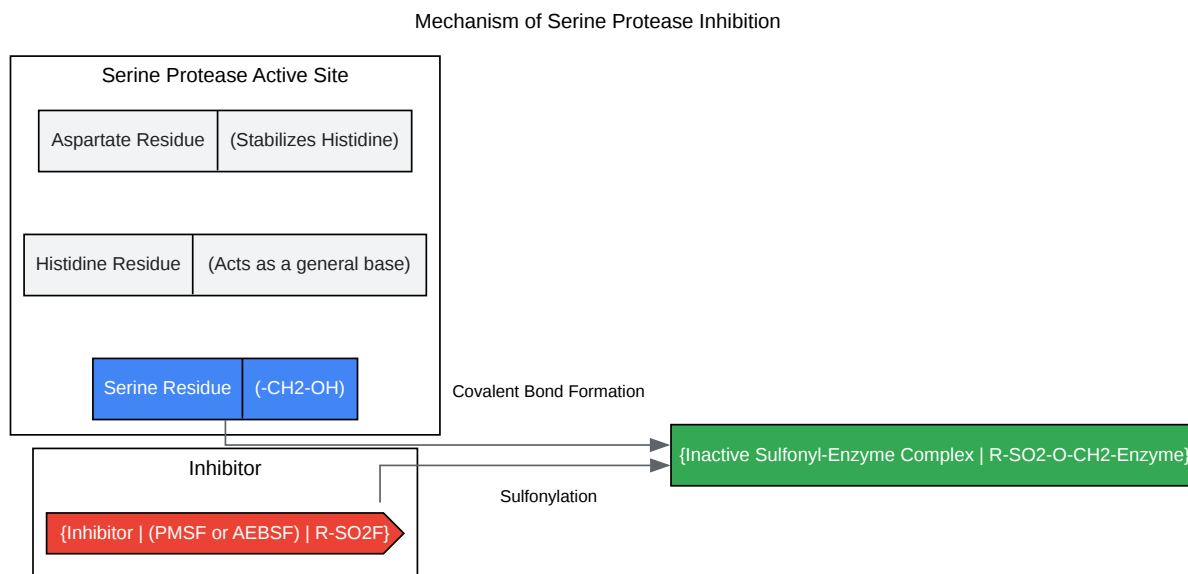 Mechanism of Serine Protease Inhibition
Serine Protease Active Site
Aspartate Residue
(Stabilizes Histidine)
Histidine Residue
(Acts as a general base)
Serine Residue
(-CH2-OH)
Covalent Bond Formation
{Inactive Sulfonyl-Enzyme Complex | R-SO2-O-CH2-Enzyme}
Inhibitor
Sulfonylation
{Inhibitor | (PMSF or AEBSF) | R-SO2F}